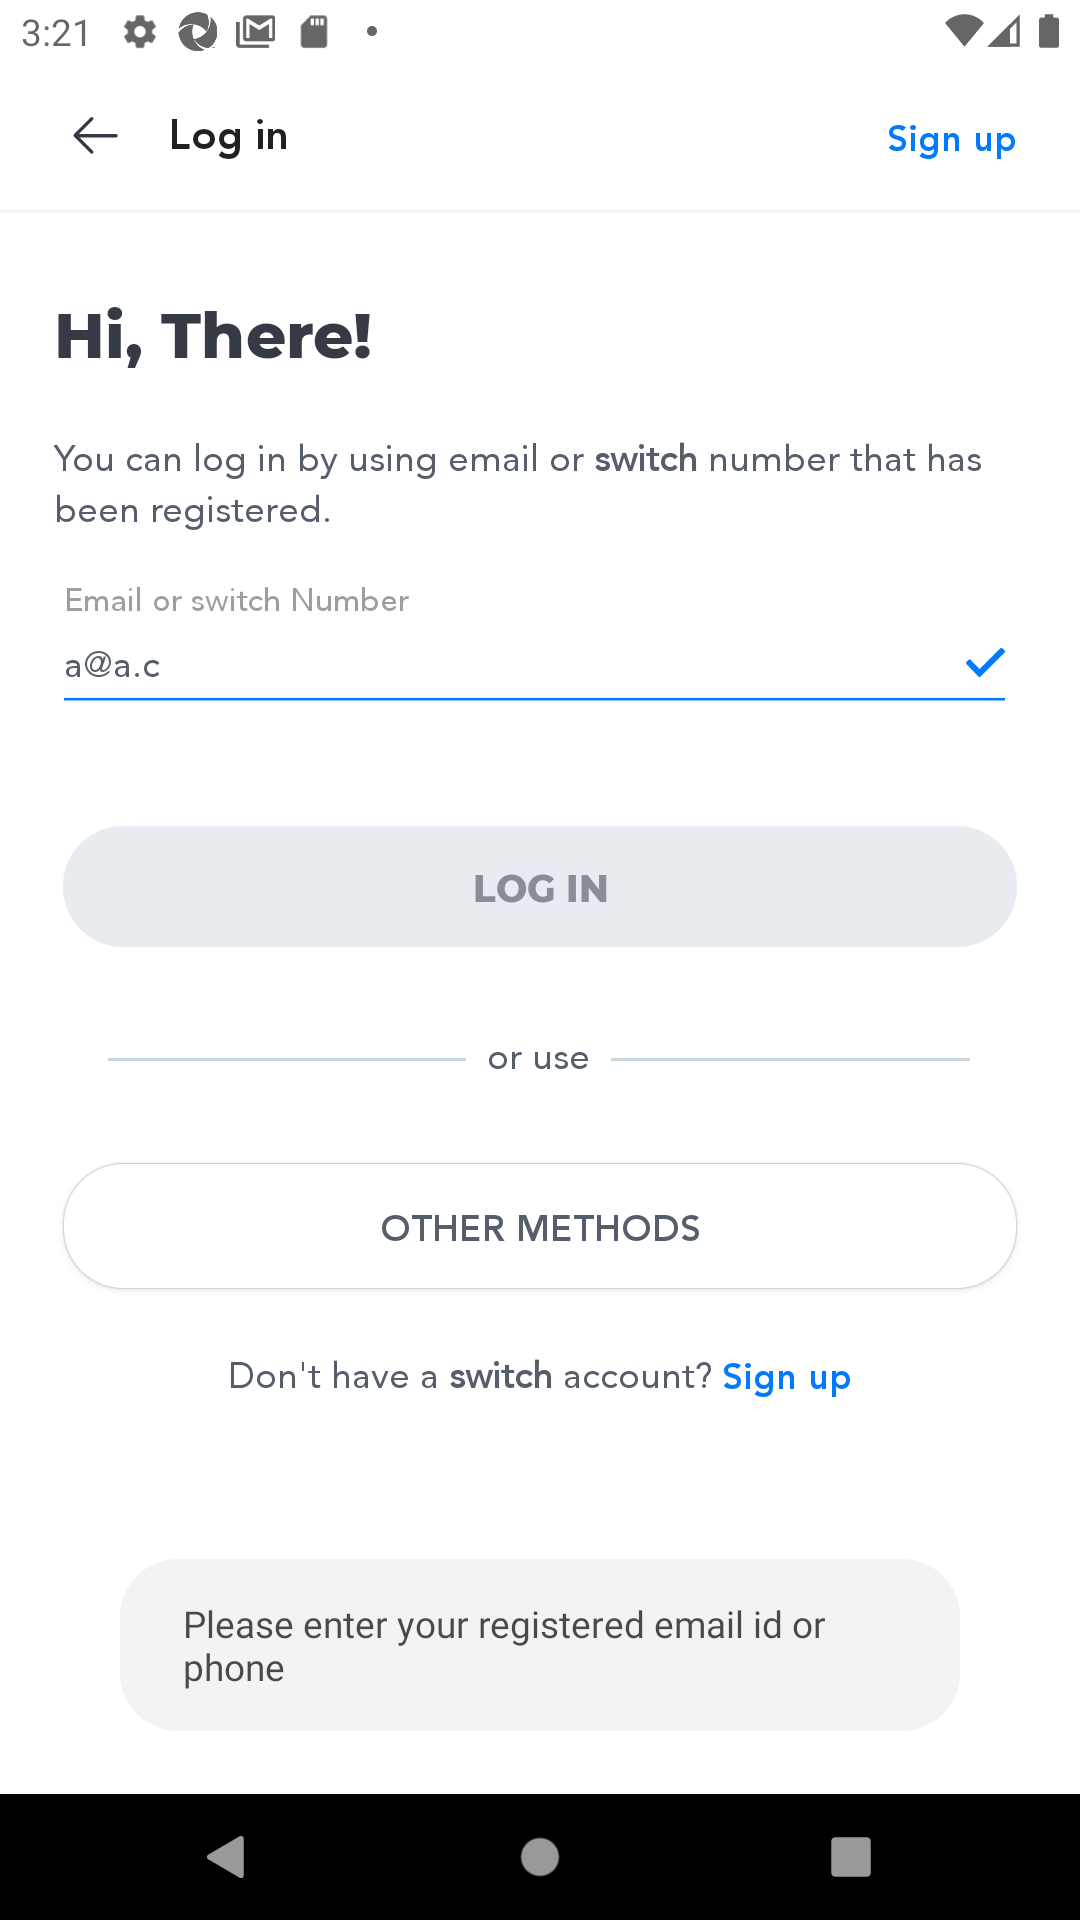 3:21
Log in
Sign up
Hi, There!
You can log in by using email or switch number that has
been registered.
Email or switch Number
a@a.c
LOG IN
or use
OTHER METHODS
Don't have a switch account? Sign up
Please enter your registered email id or
phone